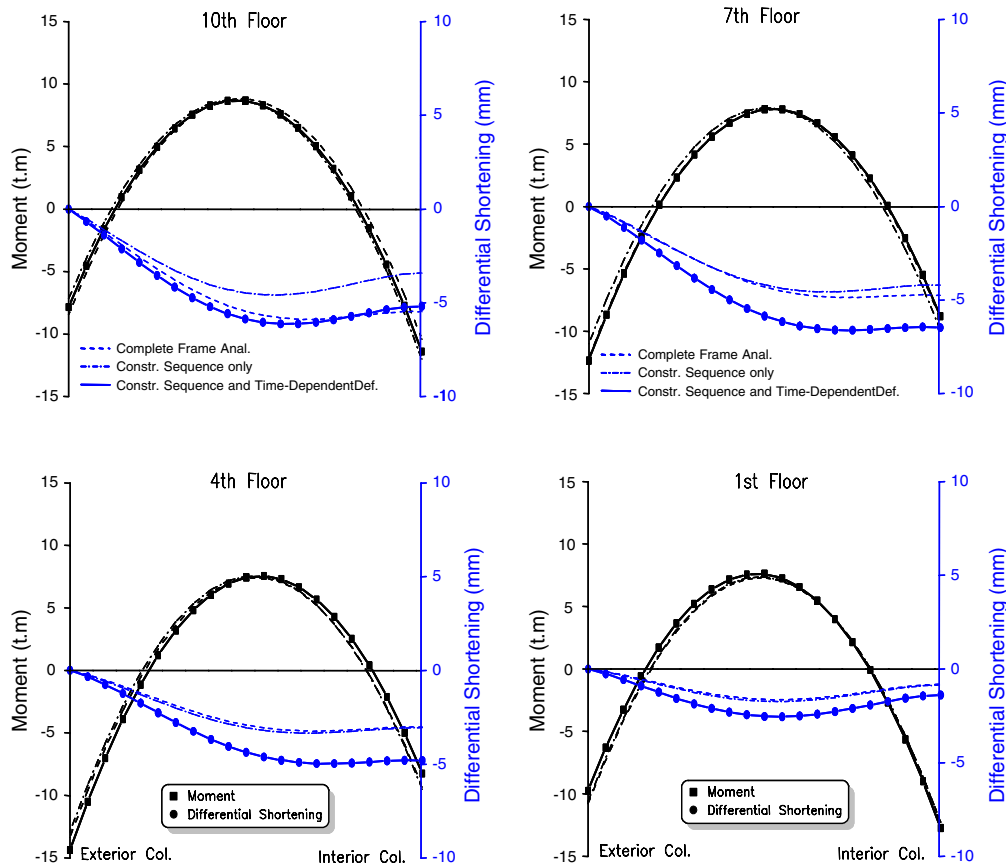 10th Floor
15
10
5
0
-5
-10
-15
Moment (t.m)
10
5
0
-5
-10
Differential Shortening (mm)
Complete Frame Anal.
Constr. Sequence only
Constr. Sequence and Time-DependentDef.
7th Floor
15
10
5
0
-5
-10
-15
Moment (t.m)
10
5
0
-5
-10
Differential Shortening (mm)
Complete Frame Anal.
Constr. Sequence only
Constr. Sequence and Time-DependentDef.
4th Floor
15
10
5
0
-5
-10
-15
Moment (t.m)
10
5
0
-5
-10
Differential Shortening (mm)
Moment
Differential Shortening
Exterior Col.
Interior Col.
1st Floor
15
10
5
0
-5
-10
-15
Moment (t.m)
10
5
0
-5
-10
Differential Shortening (mm)
Moment
Differential Shortening
Exterior Col.
Interior Col.